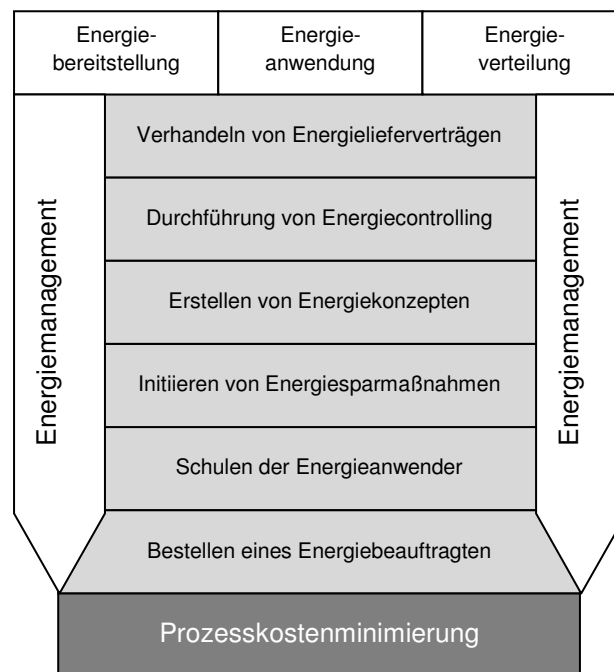 Energie-
bereitstellung
Energie-
anwendung
Energie-
verteilung
Energiemanagement
Verhandeln von Energielieferverträgen
Durchführung von Energiecontrolling
Erstellen von Energiekonzepten
Initiieren von Energiesparmaßnahmen
Schulen der Energieanwender
Bestellen eines Energiebeauftragten
Energiemanagement
Prozesskostenminimierung